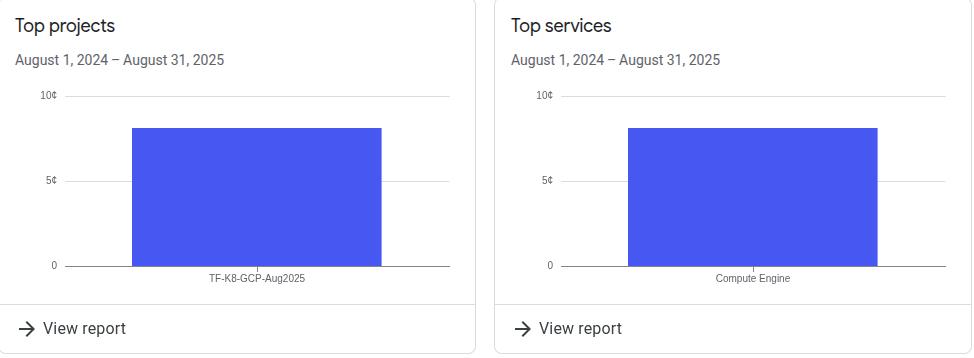 Top projects
August 1, 2024 – August 31, 2025
10¢
5¢
0
TF-K8-GCP-Aug2025
View report
Top services
August 1, 2024 – August 31, 2025
10¢
5¢
0
Compute Engine
View report